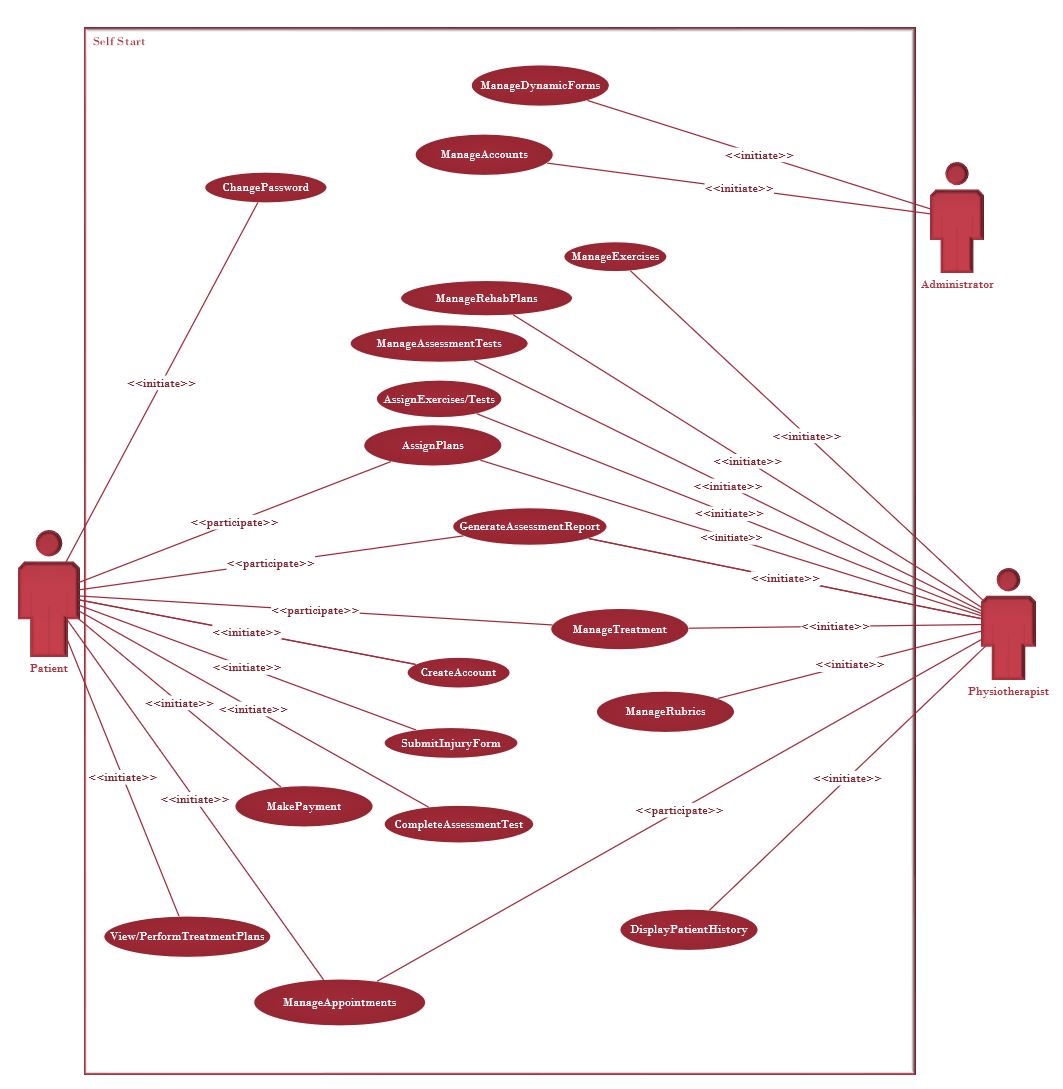 Self Start
ManageDynamicForms
<<initiate>>
ManageAccounts
<<initiate>>
ChangePassword
Administrator
ManageExercises
ManageRehabPlans
ManageAssessmentTests
<<initiate>>
AssignExercises/Tests
<<initiate>>
AssignPlans
<<initiate>>
<<initiate>>
<<initiate>>
<<participate>>
GenerateAssessmentReport
<<initiate>>
<<participate>>
<<initiate>>
<<participate>>
ManageTreatment
<<initiate>>
<<initiate>>
Patient
<<initiate>>
CreateAccount
<<initiate>>
Physiotherapist
<<initiate>>
<<initiate>>
ManageRubrics
SubmitInjuryForm
<<initiate>>
<<initiate>>
<<initiate>>
MakePayment
<<participate>>
CompleteAssessmentTest
View/PerformTreatmentPlans
DisplayPatientHistory
ManageAppointments